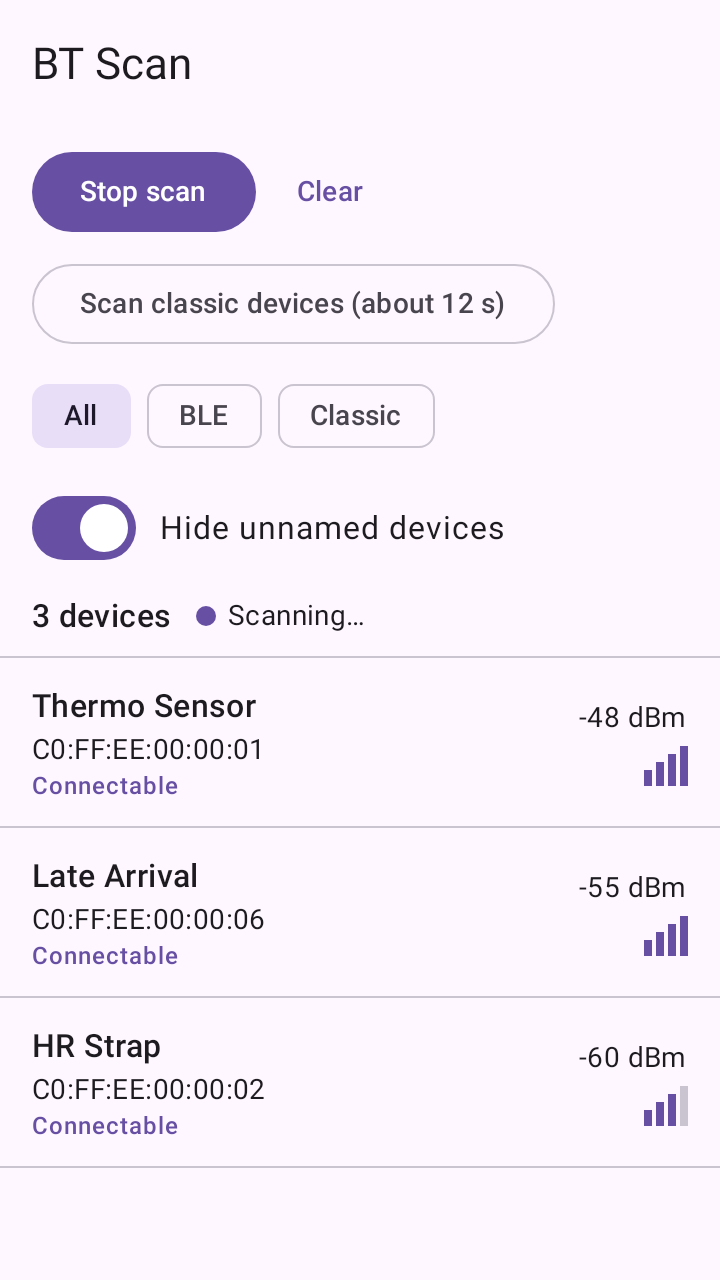 BT Scan
Stop scan
Clear
Scan classic devices (about 12 s)
All
BLE
Classic
Hide unnamed devices
3 devices
Scanning…
Thermo Sensor
-48 dBm
C0:FF:EE:00:00:01
Connectable
Late Arrival
-55 dBm
C0:FF:EE:00:00:06
Connectable
HR Strap
-60 dBm
C0:FF:EE:00:00:02
Connectable